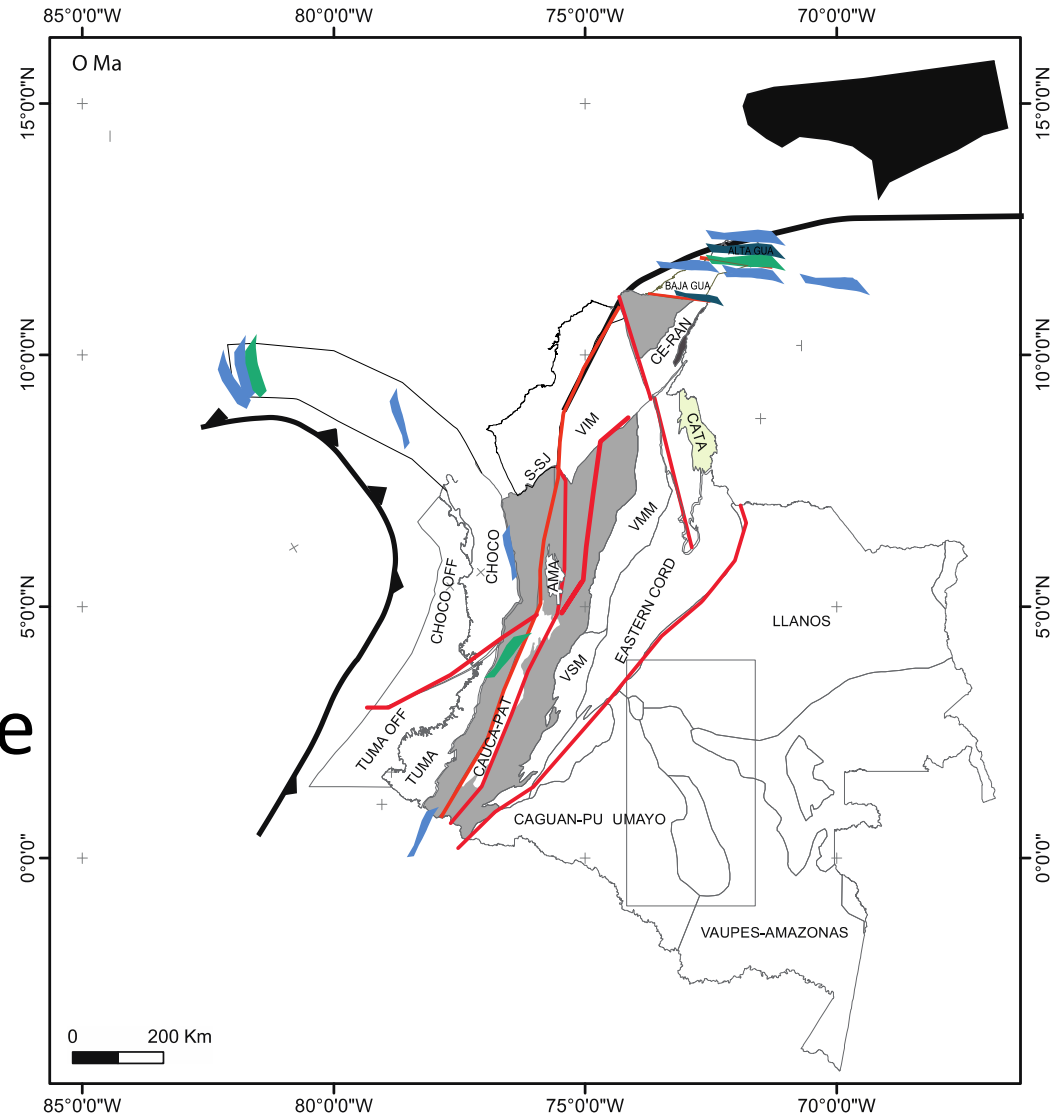 85°0'0"W 80°0'0"W 75°0'0"W 70°0'0"W
O Ma
15°0'0"N 15°0'0"N
ALTA GUA
BAJA GUA
CE-RAN
10°0'0"N 10°0'0"N
VIM
CATA
S-SJ
VMM
CHOCO
AMA
CHOCO OFF
EASTERN CORD
5°0'0"N 5°0'0"N
LLANOS
VSM
CAUCA-PAT
e
TUMA OFF
TUMA
CAGUAN-PU UMAYO
0°0'0" 0°0'0"
VAUPES-AMAZONAS
0 200 Km
85°0'0"W 80°0'0"W 75°0'0"W 70°0'0"W